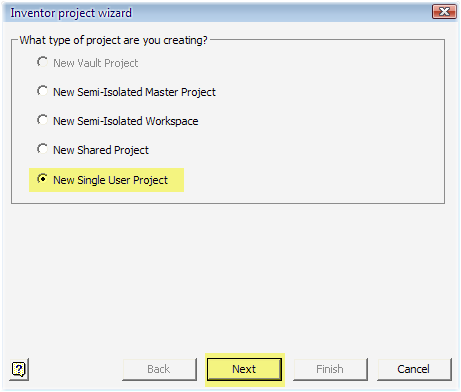 Inventor project wizard
What type of project are you creating?
New Vault Project
New Semi-Isolated Master Project
New Semi-Isolated Workspace
New Shared Project
New Single User Project
? Back Next Finish Cancel